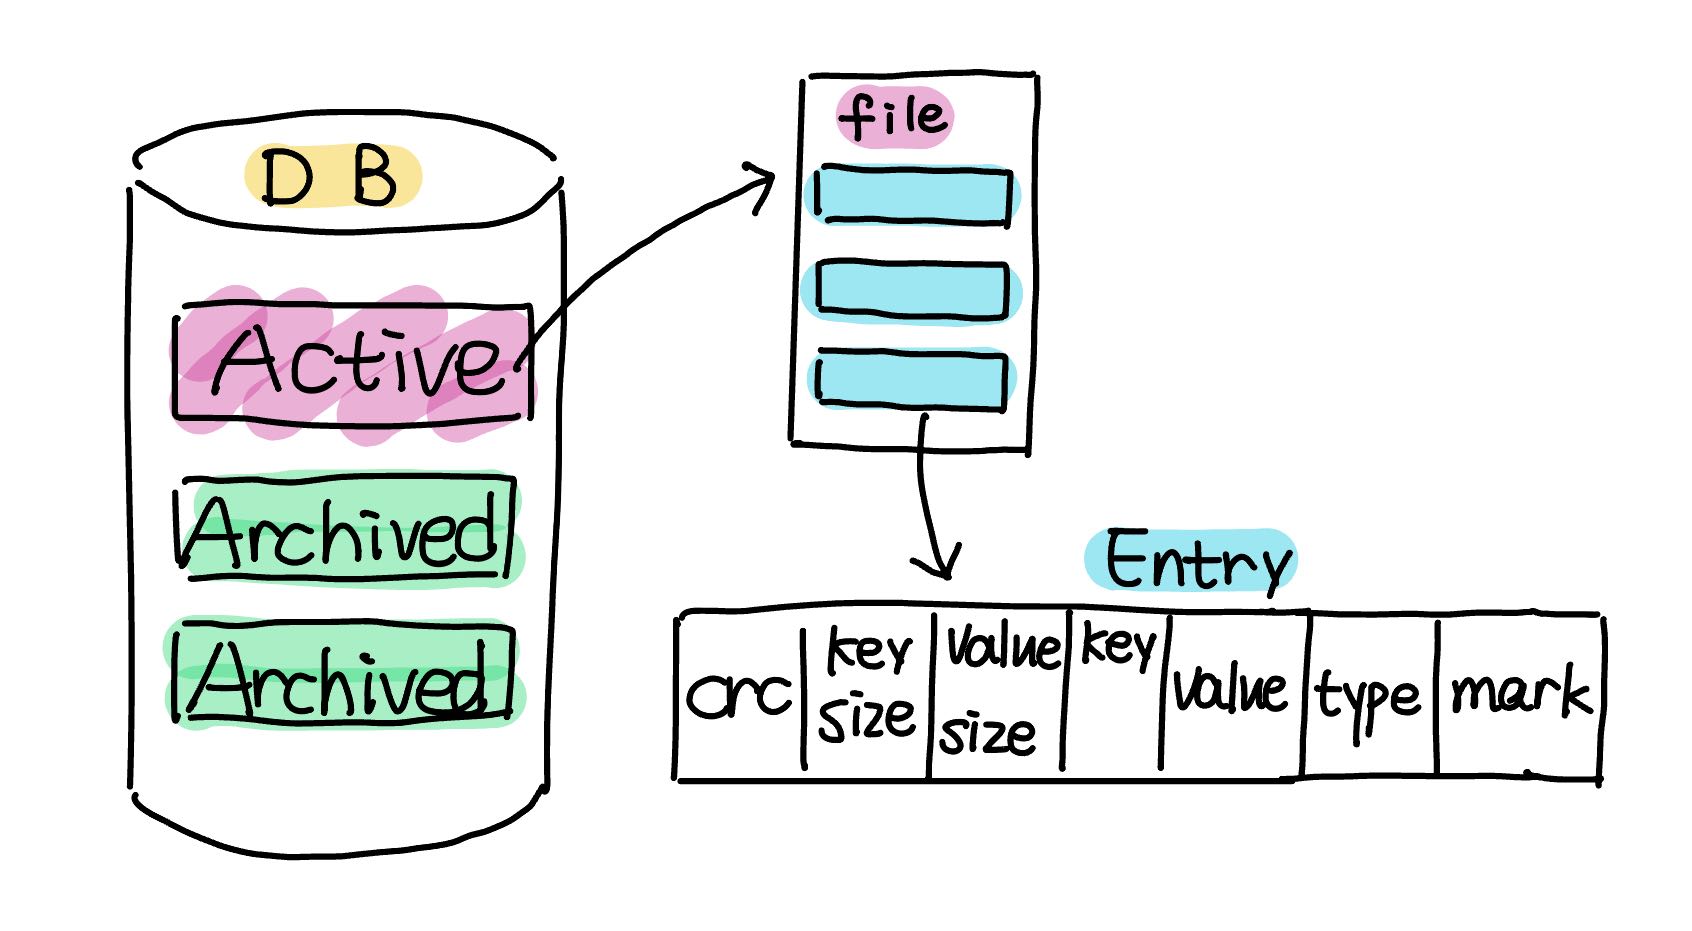 DB
Active
Archived
Archived
file
Entry
crc
key
size
value
size
key
value
type
mark